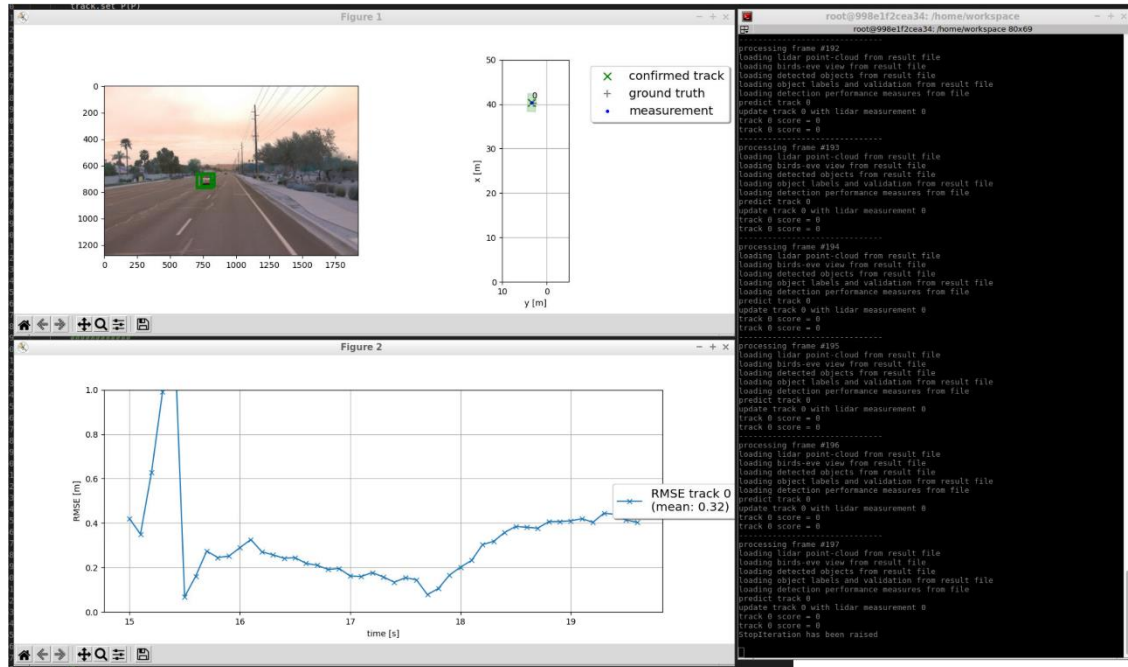 track.set_P(P)
Figure 1
0
200
400
600
800
1000
1200
0 250 500 750 1000 1250 1500 1750
50
40
30
20
10
0
x [m]
10 0
y [m]
0
confirmed track
ground truth
measurement
Figure 2
1.0
0.8
0.6
0.4
0.2
0.0
RMSE [m]
15 16 17 18 19
time [s]
RMSE track 0
(mean: 0.32)
root@998e1f2cea34: /home/workspace
root@998e1f2cea34: /home/workspace 80x69
------------------------------
processing frame #192
loading lidar point-cloud from result file
loading birds-eye view from result file
loading detected objects from result file
loading object labels and validation from result file
loading detection performance measures from file
predict track 0
update track 0 with lidar measurement 0
track 0 score = 0
track 0 score = 0
------------------------------
processing frame #193
loading lidar point-cloud from result file
loading birds-eye view from result file
loading detected objects from result file
loading object labels and validation from result file
loading detection performance measures from file
predict track 0
update track 0 with lidar measurement 0
track 0 score = 0
track 0 score = 0
------------------------------
processing frame #194
loading lidar point-cloud from result file
loading birds-eye view from result file
loading detected objects from result file
loading object labels and validation from result file
loading detection performance measures from file
predict track 0
update track 0 with lidar measurement 0
track 0 score = 0
track 0 score = 0
------------------------------
processing frame #195
loading lidar point-cloud from result file
loading birds-eye view from result file
loading detected objects from result file
loading object labels and validation from result file
loading detection performance measures from file
predict track 0
update track 0 with lidar measurement 0
track 0 score = 0
track 0 score = 0
------------------------------
processing frame #196
loading lidar point-cloud from result file
loading birds-eye view from result file
loading detected objects from result file
loading object labels and validation from result file
loading detection performance measures from file
predict track 0
update track 0 with lidar measurement 0
track 0 score = 0
track 0 score = 0
------------------------------
processing frame #197
loading lidar point-cloud from result file
loading birds-eye view from result file
loading detected objects from result file
loading object labels and validation from result file
loading detection performance measures from file
predict track 0
update track 0 with lidar measurement 0
track 0 score = 0
track 0 score = 0
StopIteration has been raised